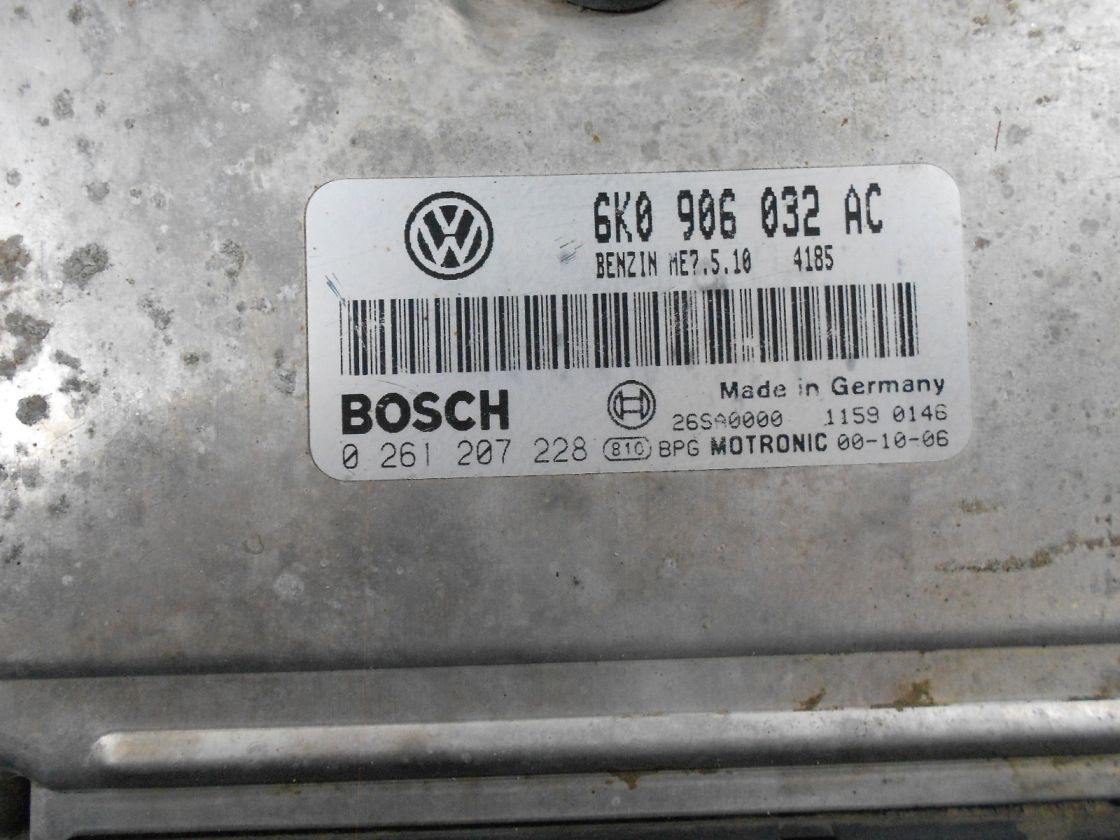 6K0 906 032 AC
BENZIN ME7.5.10 4185
Made in Germany
BOSCH
26SA0000 1159 0146
0 261 207 228 810 BPG MOTRONIC 00-10-06